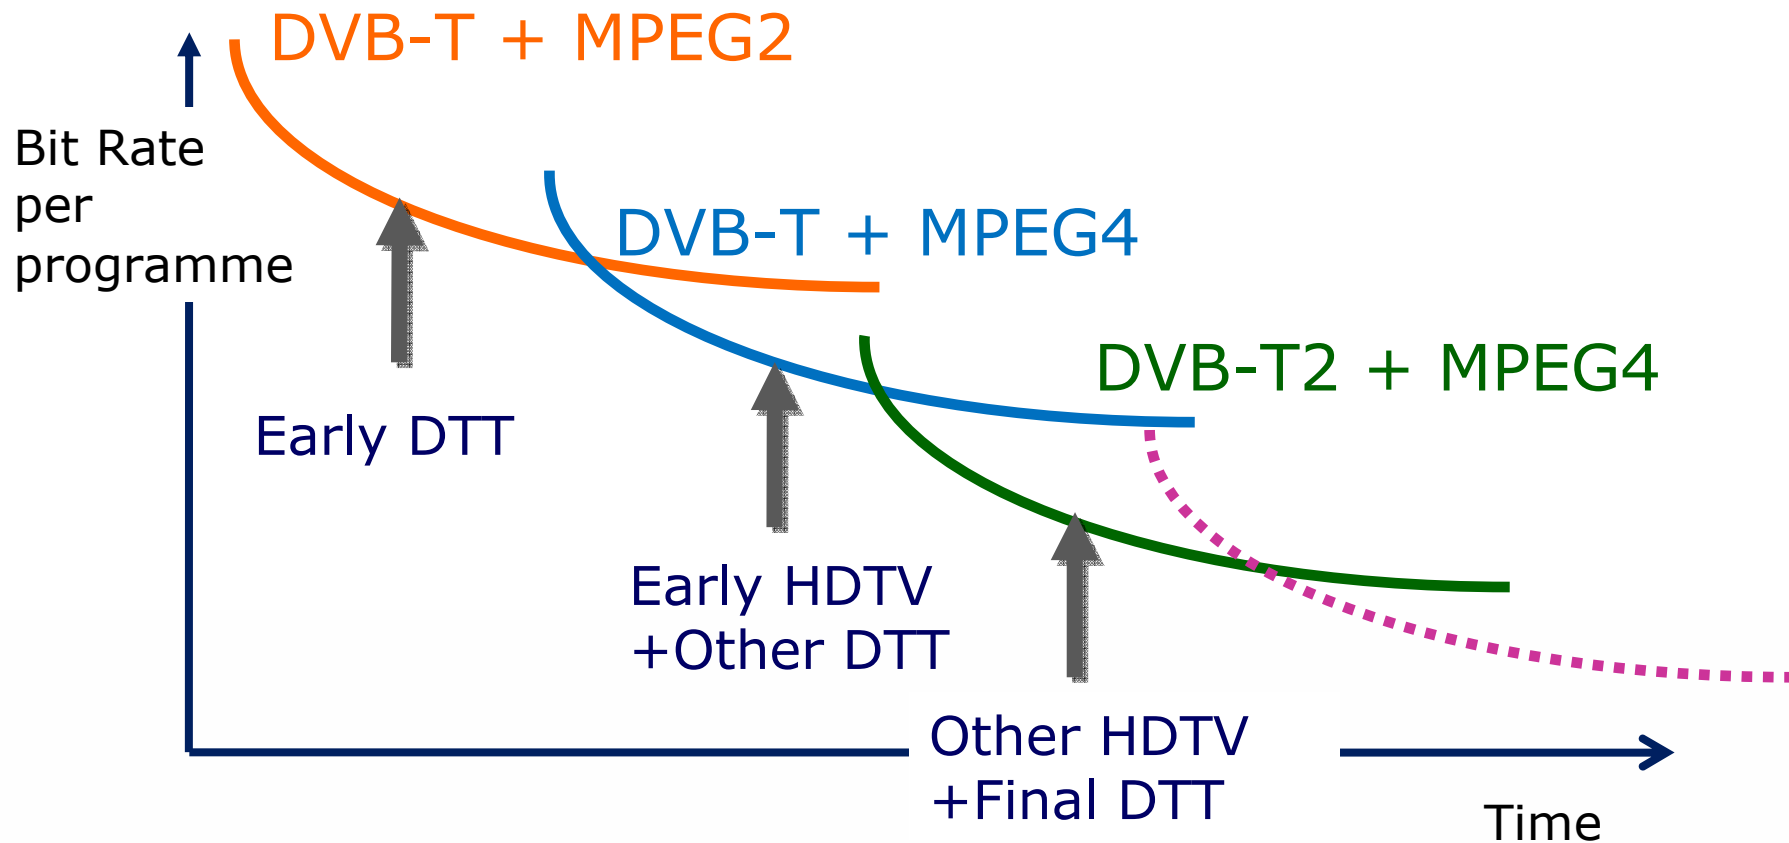 DVB-T + MPEG2
Bit Rate
per
programme
DVB-T + MPEG4
DVB-T2 + MPEG4
Early DTT
Early HDTV
+Other DTT
Other HDTV
+Final DTT
Time